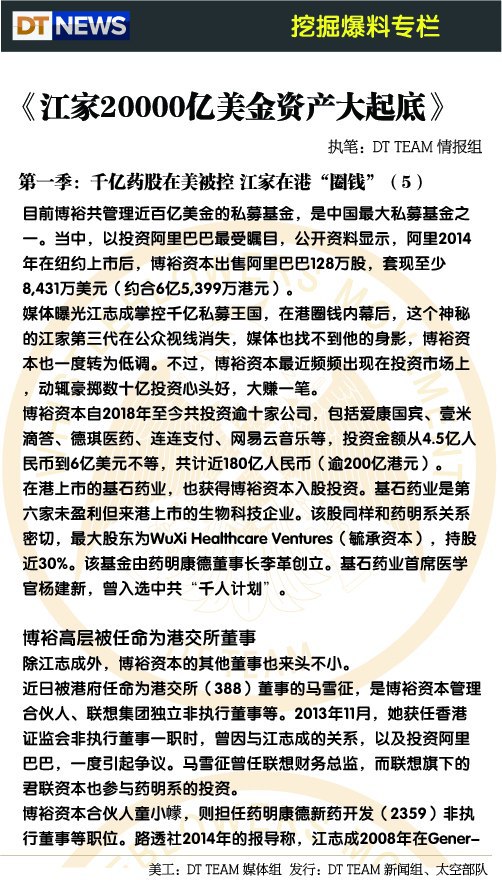 DT NEWS 挖掘爆料专栏
《江家20000亿美金资产大起底》
执笔：DT TEAM 情报组
第一季：千亿药股在美被控 江家在港“圈钱”（5）
目前博裕共管理近百亿美金的私募基金，是中国最大私募基金之
一。当中，以投资阿里巴巴最受瞩目，公开资料显示，阿里2014
年在纽约上市后，博裕资本出售阿里巴巴128万股，套现至少
8,431万美元（约合6亿5,399万港元）。
媒体曝光江志成掌控千亿私募王国，在港圈钱内幕后，这个神秘
的江家第三代在公众视线消失，媒体也找不到他的身影，博裕资
本也一度转为低调。不过，博裕资本最近频频出现在投资市场上
，动辄豪掷数十亿投资心头好，大赚一笔。
博裕资本自2018年至今共投资逾十家公司，包括爱康国宾、壹米
滴答、德琪医药、连连支付、网易云音乐等，投资金额从4.5亿人
民币到6亿美元不等，共计近180亿人民币（逾200亿港元）。
在港上市的基石药业，也获得博裕资本入股投资。基石药业是第
六家未盈利但来港上市的生物科技企业。该股同样和药明系关系
密切，最大股东为WuXi Healthcare Ventures（毓承资本），持股
近30%。该基金由药明康德董事长李革创立。基石药业首席医学
官杨建新，曾入选中共“千人计划”。
博裕高层被任命为港交所董事
除江志成外，博裕资本的其他董事也来头不小。
近日被港府任命为港交所（388）董事的马雪征，是博裕资本管理
合伙人、联想集团独立非执行董事等。2013年11月，她获任香港
证监会非执行董事一职时，曾因与江志成的关系，以及投资阿里
巴巴，一度引起争议。马雪征曾任联想财务总监，而联想旗下的
君联资本也参与药明系的投资。
博裕资本合伙人童小幪，则担任药明康德新药开发（2359）非执
行董事等职位。路透社2014年的报导称，江志成2008年在Gener-
美工：DT TEAM 媒体组 发行：DT TEAM 新闻组、太空部队